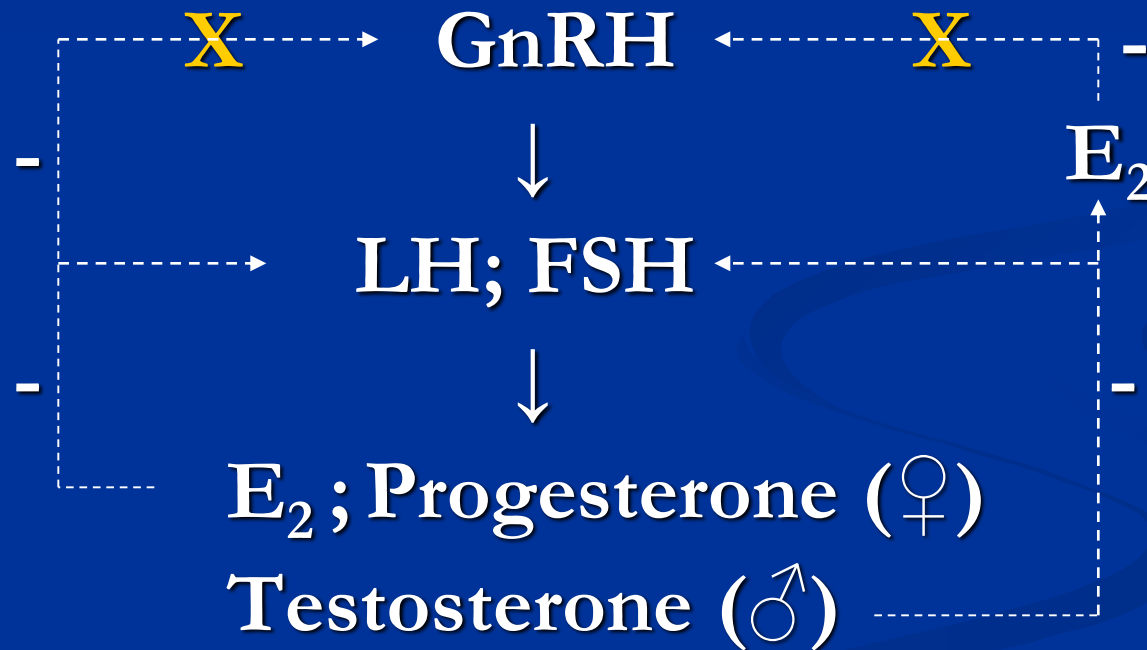 X GnRH X -
↓
- E₂
LH; FSH
↓
- -
E₂ ; Progesterone (♀)
Testosterone (♂)